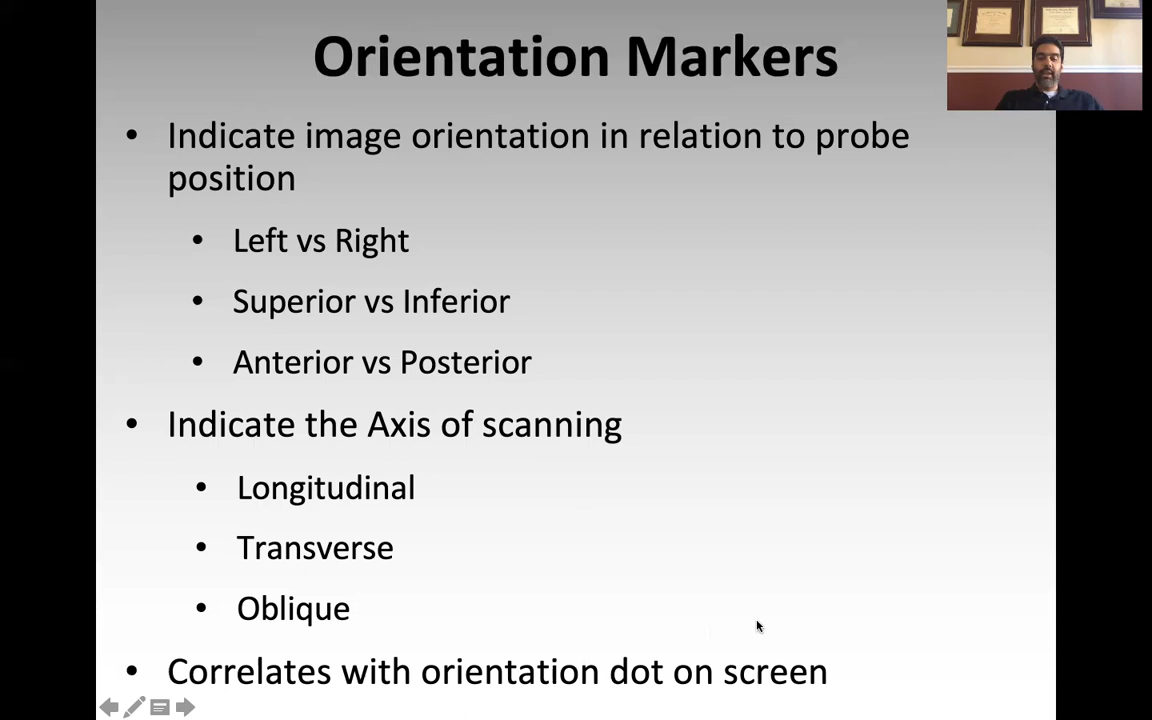 Orientation Markers
• Indicate image orientation in relation to probe
position
• Left vs Right
• Superior vs Inferior
• Anterior vs Posterior
• Indicate the Axis of scanning
• Longitudinal
• Transverse
• Oblique
• Correlates with orientation dot on screen